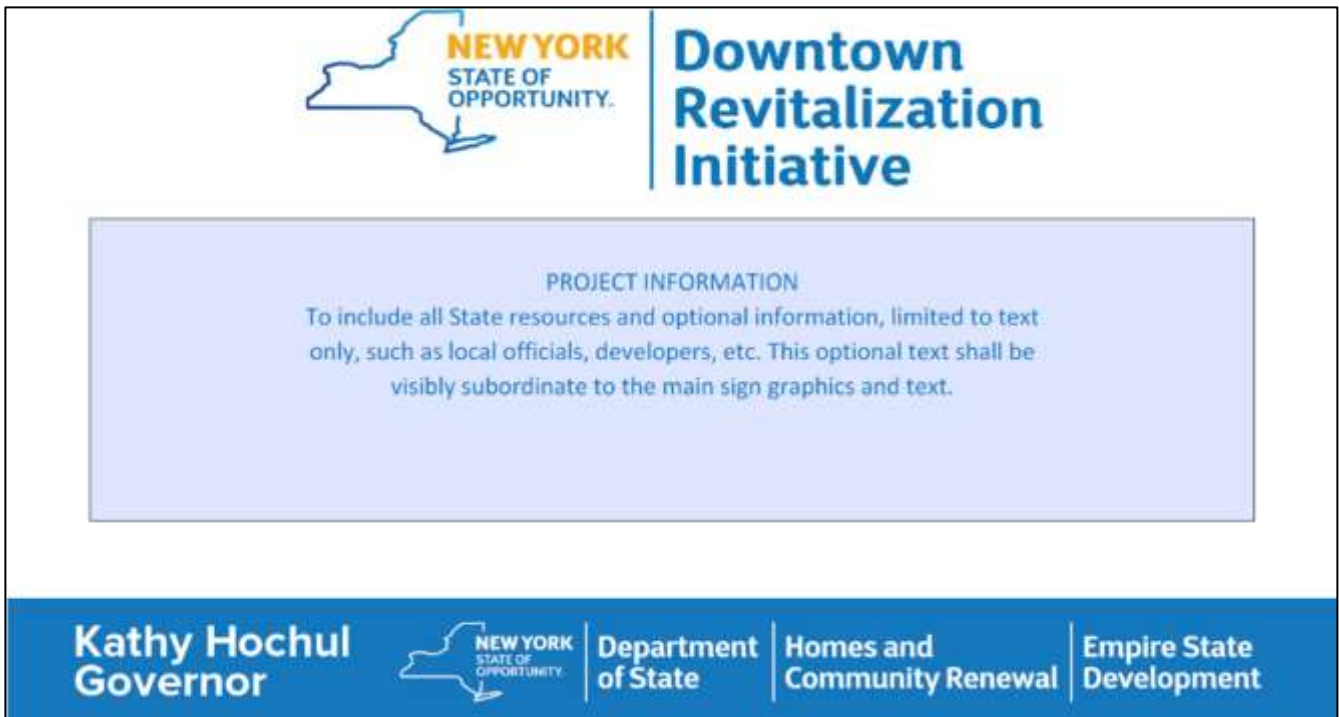 NEW YORK
STATE OF
OPPORTUNITY.
Downtown
Revitalization
Initiative
PROJECT INFORMATION
To include all State resources and optional information, limited to text
only, such as local officials, developers, etc. This optional text shall be
visibly subordinate to the main sign graphics and text.
Kathy Hochul
Governor
NEW YORK
STATE OF
OPPORTUNITY.
Department
of State
Homes and
Community Renewal
Empire State
Development